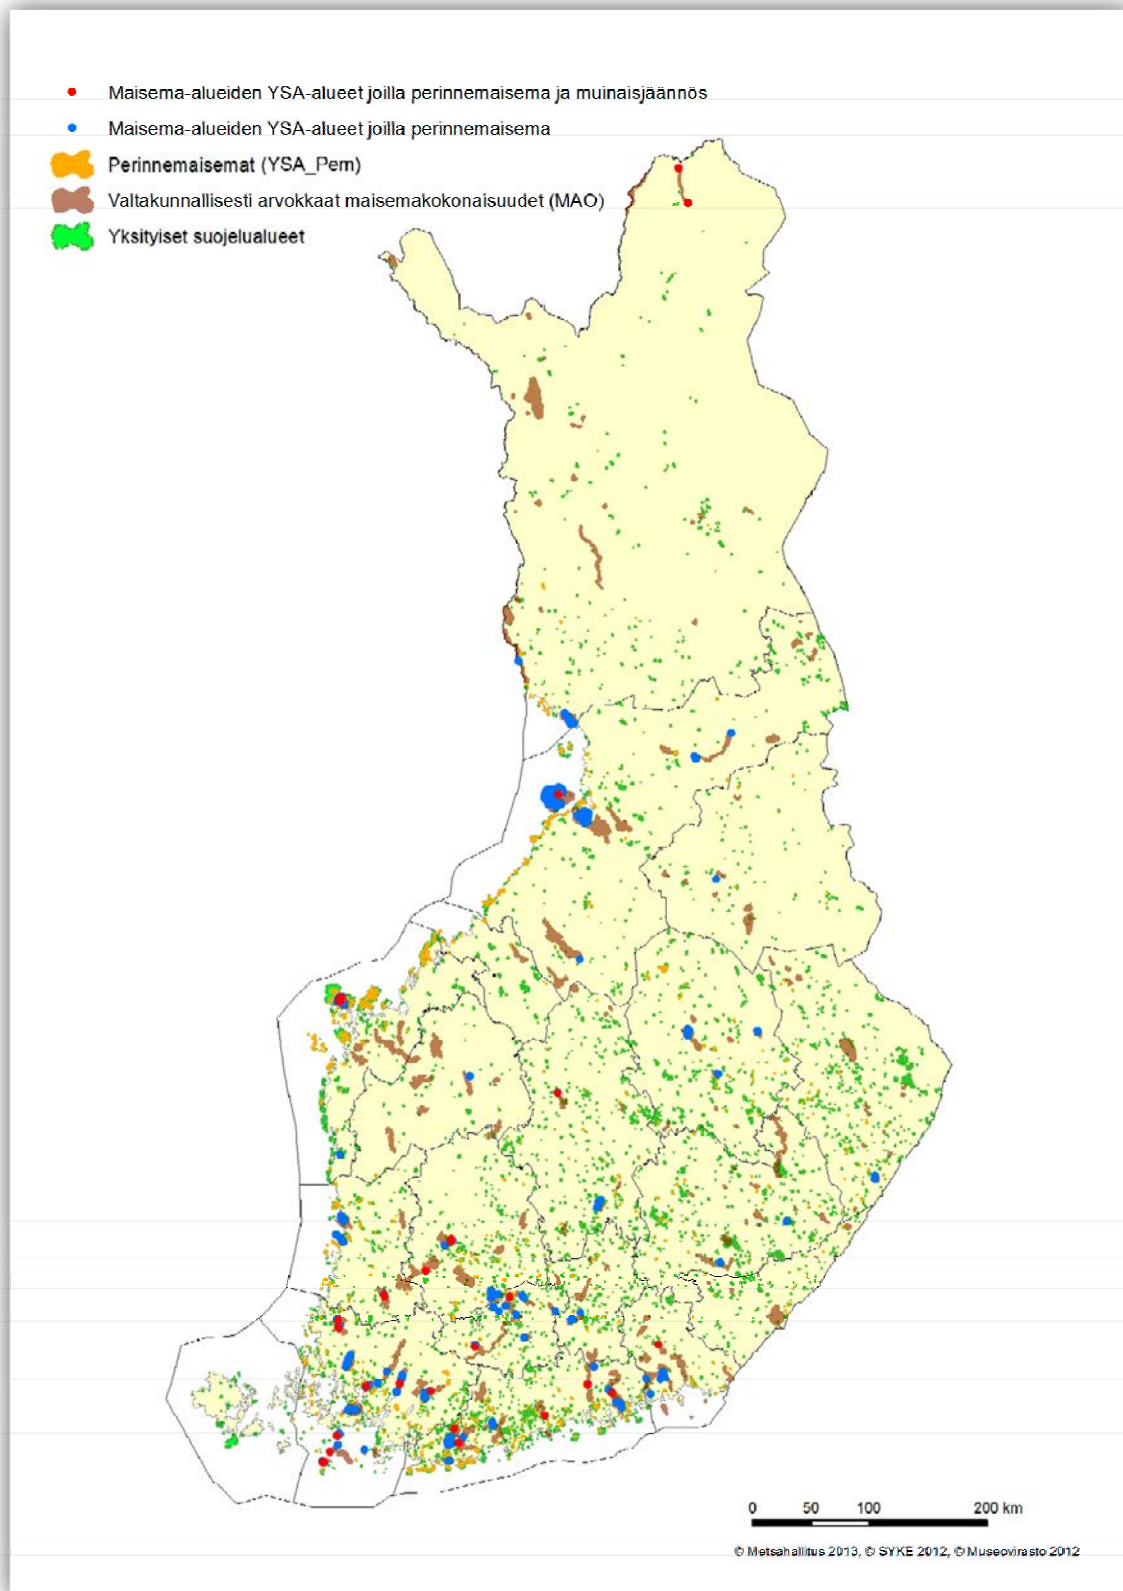 Maisema-alueiden YSA-alueet joilla perinnemaisema ja muinaisjäännös
Maisema-alueiden YSA-alueet joilla perinnemaisema
Perinnemaisemat (YSA_Pem)
Valtakunnallisesti arvokkaat maisemakokonaisuudet (MAO)
Yksityiset suojelualueet
0 50 100 200 km
© Metsahallitus 2013, © SYKE 2012, © Museovirasto 2012